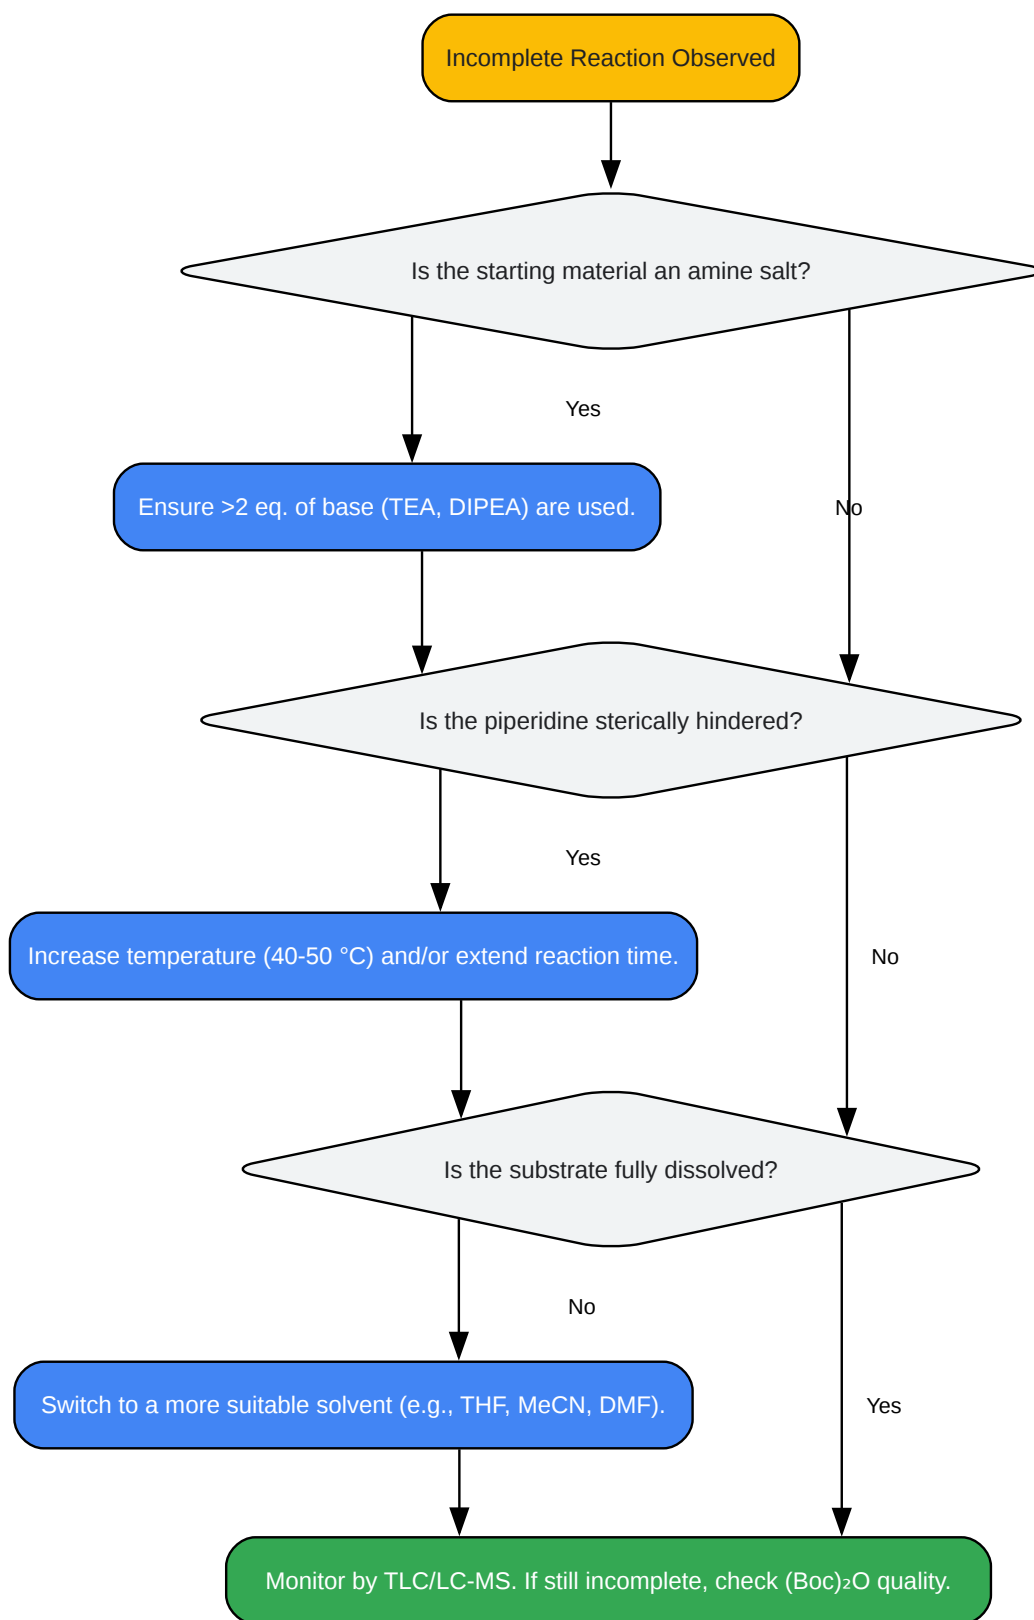 Incomplete Reaction Observed
Is the starting material an amine salt?
Yes
Ensure >2 eq. of base (TEA, DIPEA) are used.
No
Is the piperidine sterically hindered?
Yes
Increase temperature (40-50 °C) and/or extend reaction time.
No
Is the substrate fully dissolved?
No
Switch to a more suitable solvent (e.g., THF, MeCN, DMF).
Yes
Monitor by TLC/LC-MS. If still incomplete, check (Boc)₂O quality.